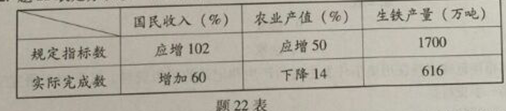 国民收入（%） 农业产值（%） 生铁产量（万吨）
规定指标数 应增102 应增50 1700
实际完成数 增加60 下降14 616
题22表